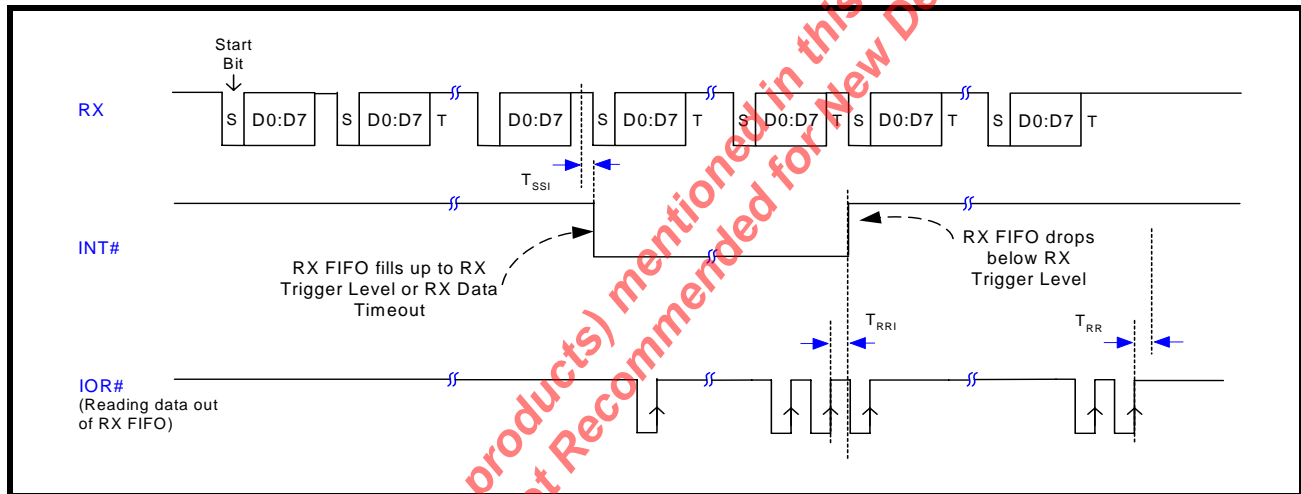 Start
Bit
RX
S D0:D7 S D0:D7 T D0:D7 S D0:D7 T S D0:D7 T S D0:D7 T S D0:D7 T
TSSI
INT#
RX FIFO fills up to RX
Trigger Level or RX Data
Timeout
RX FIFO drops
below RX
Trigger Level
TRRI
TRR
IOR#
(Reading data out
of RX FIFO)
products) mentioned in this
Recommended for New De